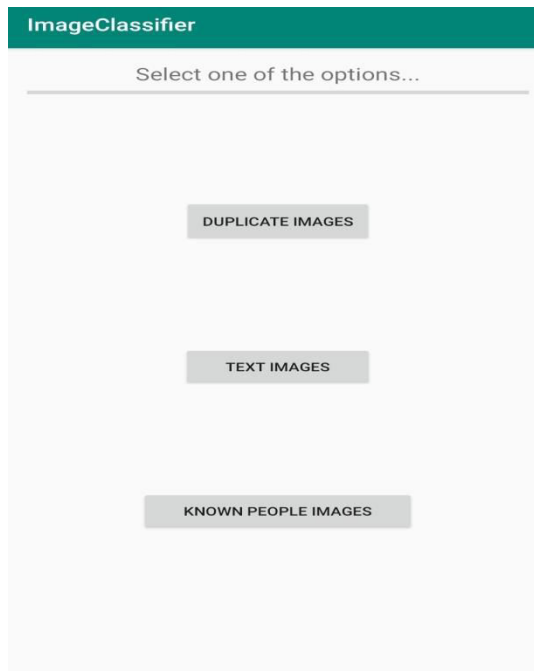 ImageClassifier
Select one of the options...
DUPLICATE IMAGES
TEXT IMAGES
KNOWN PEOPLE IMAGES